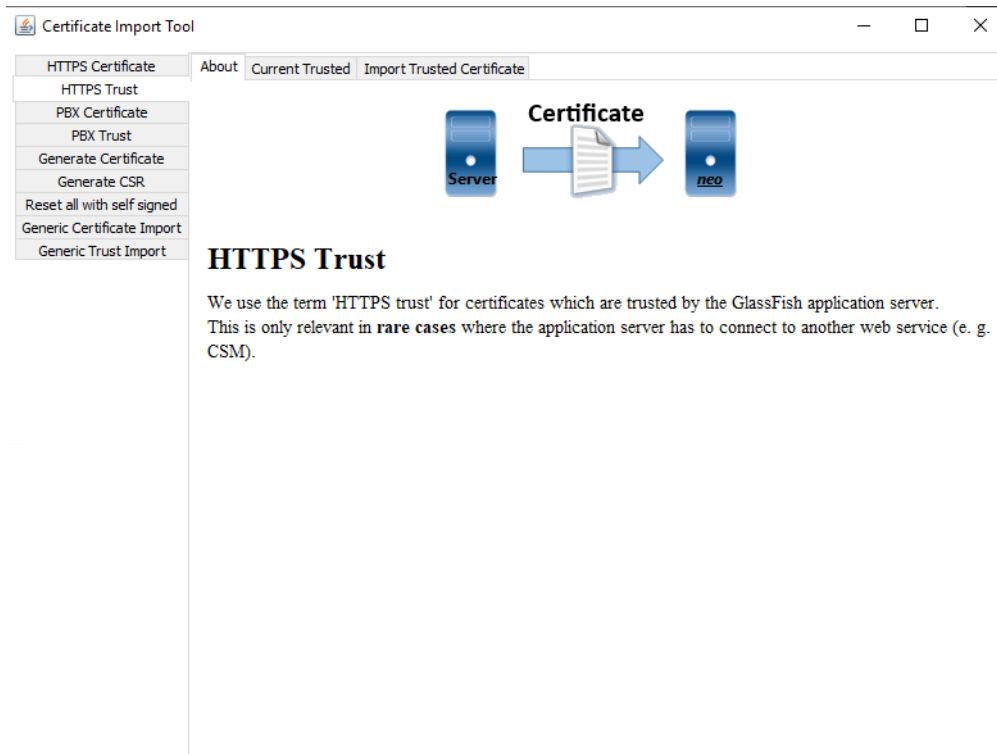 Certificate Import Tool
HTTPS Certificate
HTTPS Trust
PBX Certificate
PBX Trust
Generate Certificate
Generate CSR
Reset all with self signed
Generic Certificate Import
Generic Trust Import
About
Current Trusted
Import Trusted Certificate
Certificate
Server
neo
HTTPS Trust
We use the term 'HTTPS trust' for certificates which are trusted by the GlassFish application server.
This is only relevant in rare cases where the application server has to connect to another web service (e. g.
CSM).